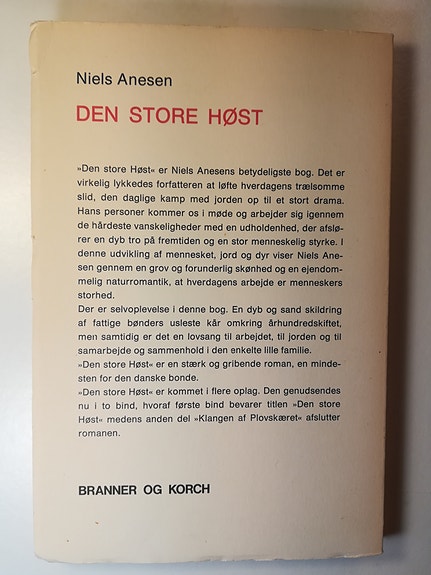 Niels Anesen
DEN STORE HØST
»Den store Høst« er Niels Anesens betydeligste bog. Det er
virkelig lykkedes forfatteren at løfte hverdagens trælsomme
slid, den daglige kamp med jorden op til et stort drama.
Hans personer kommer os i møde og arbejder sig igennem
de hårdeste vanskeligheder med en udholdenhed, der afslø-
rer en dyb tro på fremtiden og en stor menneskelig styrke. I
denne udvikling af mennesket, jord og dyr viser Niels Ane-
sen gennem en grov og forunderlig skønhed og en ejendom-
melig naturromantik, at hverdagens arbejde er menneskers
storhed.
Der er selvoplevelse i denne bog. En dyb og sand skildring
af fattige bønders usleste kår omkring århundredskiftet,
men samtidig er det en lovsang til arbejdet, til jorden og til
samarbejde og sammenhold i den enkelte lille familie.
»Den store Høst« er en stærk og gribende roman, en minde-
sten for den danske bonde.
»Den store Høst« er kommet i flere oplag. Den genudsendes
nu i to bind, hvoraf første bind bevarer titlen »Den store
Høst« medens anden del »Klangen af Plovskæret« afslutter
romanen.
BRANNER OG KORCH